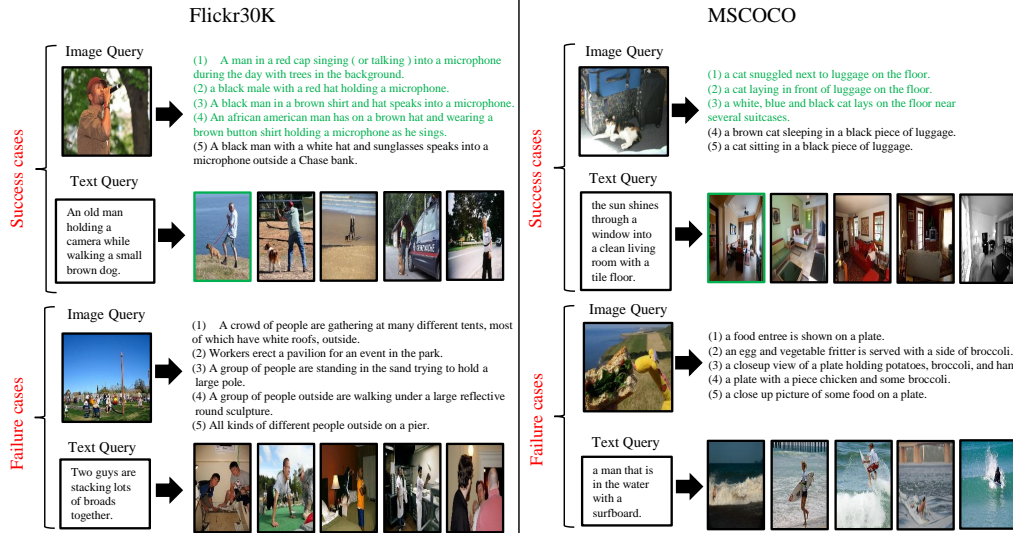 Flickr30K
Success cases
Image Query
(1) A man in a red cap singing ( or talking ) into a microphone
during the day with trees in the background.
(2) a black male with a red hat holding a microphone.
(3) A black man in a brown shirt and hat speaks into a microphone.
(4) An african american man has on a brown hat and wearing a
brown button shirt holding a microphone as he sings.
(5) A black man with a white hat and sunglasses speaks into a
microphone outside a Chase bank.
Text Query
An old man
holding a
camera while
walking a small
brown dog.
Failure cases
Image Query
(1) A crowd of people are gathering at many different tents, most
of which have white roofs, outside.
(2) Workers erect a pavilion for an event in the park.
(3) A group of people are standing in the sand trying to hold a
large pole.
(4) A group of people outside are walking under a large reflective
round sculpture.
(5) All kinds of different people outside on a pier.
Text Query
Two guys are
stacking lots
of broads
together.
MSCOCO
Success cases
Image Query
(1) a cat snuggled next to luggage on the floor.
(2) a cat laying in front of luggage on the floor.
(3) a white, blue and black cat lays on the floor near
several suitcases.
(4) a brown cat sleeping in a black piece of luggage.
(5) a cat sitting in a black piece of luggage.
Text Query
the sun shines
through a
window into
a clean living
room with a
tile floor.
Failure cases
Image Query
(1) a food entree is shown on a plate.
(2) an egg and vegetable fritter is served with a side of broccoli.
(3) a closeup view of a plate holding potatoes, broccoli, and ham
(4) a plate with a piece chicken and some broccoli.
(5) a close up picture of some food on a plate.
Text Query
a man that is
in the water
with a
surfboard.